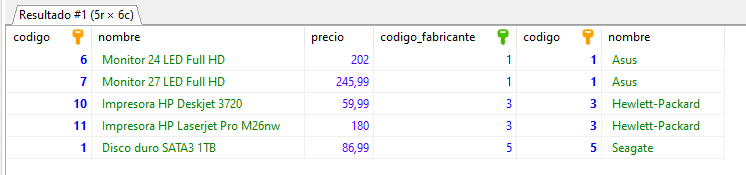 Resultado #1 (5r × 6c)
codigo nombre precio codigo_fabricante codigo nombre
6 Monitor 24 LED Full HD 202 1 1 Asus
7 Monitor 27 LED Full HD 245,99 1 1 Asus
10 Impresora HP Deskjet 3720 59,99 3 3 Hewlett-Packard
11 Impresora HP Laserjet Pro M26nw 180 3 3 Hewlett-Packard
1 Disco duro SATA3 1TB 86,99 5 5 Seagate